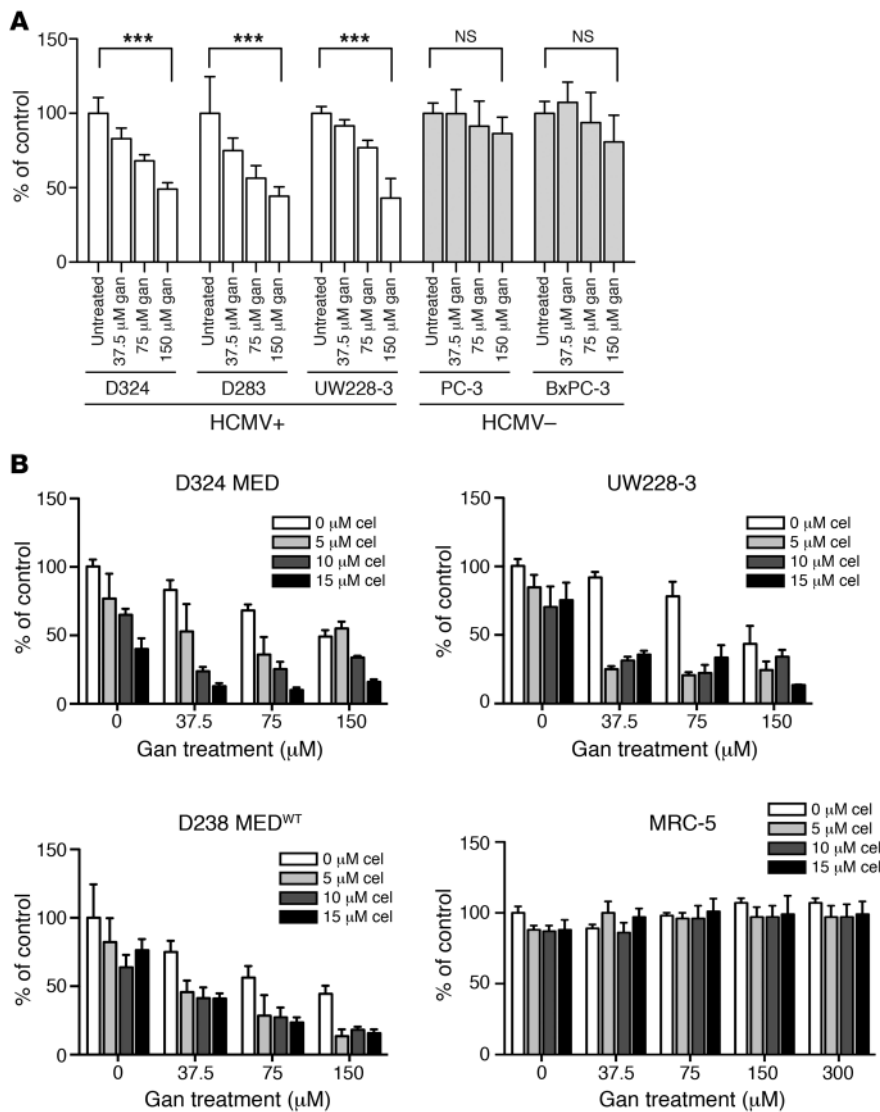 A
150
100
50
0
% of control
*** *** *** NS NS
Untreated 37.5 μM gan 75 μM gan 150 μM gan Untreated 37.5 μM gan 75 μM gan 150 μM gan Untreated 37.5 μM gan 75 μM gan 150 μM gan Untreated 37.5 μM gan 75 μM gan 150 μM gan Untreated 37.5 μM gan 75 μM gan 150 μM gan
D324 D283 UW228-3 PC-3 BxPC-3
HCMV+ HCMV–
B
D324 MED
150
100
50
0
% of control
0 μM cel
5 μM cel
10 μM cel
15 μM cel
0 37.5 75 150
Gan treatment (μM)
UW228-3
150
100
50
0
% of control
0 μM cel
5 μM cel
10 μM cel
15 μM cel
0 37.5 75 150
Gan treatment (μM)
D238 MEDWT
150
100
50
0
% of control
0 μM cel
5 μM cel
10 μM cel
15 μM cel
0 37.5 75 150
Gan treatment (μM)
MRC-5
150
100
50
0
% of control
0 μM cel
5 μM cel
10 μM cel
15 μM cel
0 37.5 75 150 300
Gan treatment (μM)